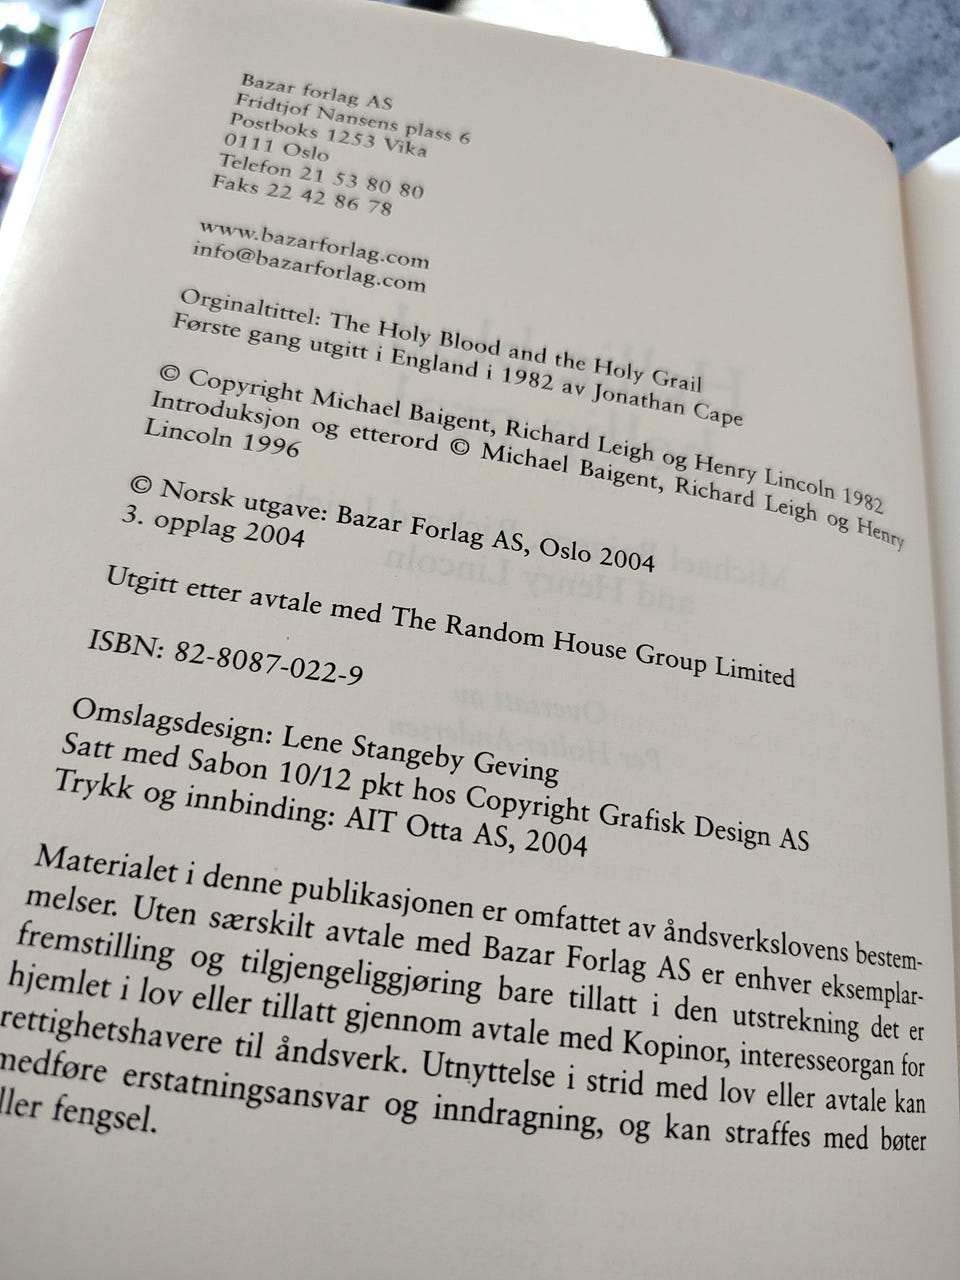 Bazar forlag AS
Fridtjof Nansens plass 6
Postboks 1253 Vika
0111 Oslo
Telefon 21 53 80 80
Faks 22 42 86 78
www.bazarforlag.com
info@bazarforlag.com
Orginaltittel: The Holy Blood and the Holy Grail
Første gang utgitt i England i 1982 av Jonathan Cape
© Copyright Michael Baigent, Richard Leigh og Henry Lincoln 1982
Introduksjon og etterord © Michael Baigent, Richard Leigh og Henry
Lincoln 1996
© Norsk utgave: Bazar Forlag AS, Oslo 2004
3. opplag 2004
Utgitt etter avtale med The Random House Group Limited
ISBN: 82-8087-022-9
Omslagsdesign: Lene Stangeby Geving
Satt med Sabon 10/12 pkt hos Copyright Grafisk Design AS
Trykk og innbinding: AIT Otta AS, 2004
Materialet i denne publikasjonen er omfattet av åndsverkslovens bestem-
melser. Uten særskilt avtale med Bazar Forlag AS er enhver eksemplar-
fremstilling og tilgjengeliggjøring bare tillatt i den utstrekning det er
hjemlet i lov eller tillatt gjennom avtale med Kopinor, interesseorgan for
rettighetshavere til åndsverk. Utnyttelse i strid med lov eller avtale kan
medføre erstatningsansvar og inndragning, og kan straffes med bøter
ller fengsel.